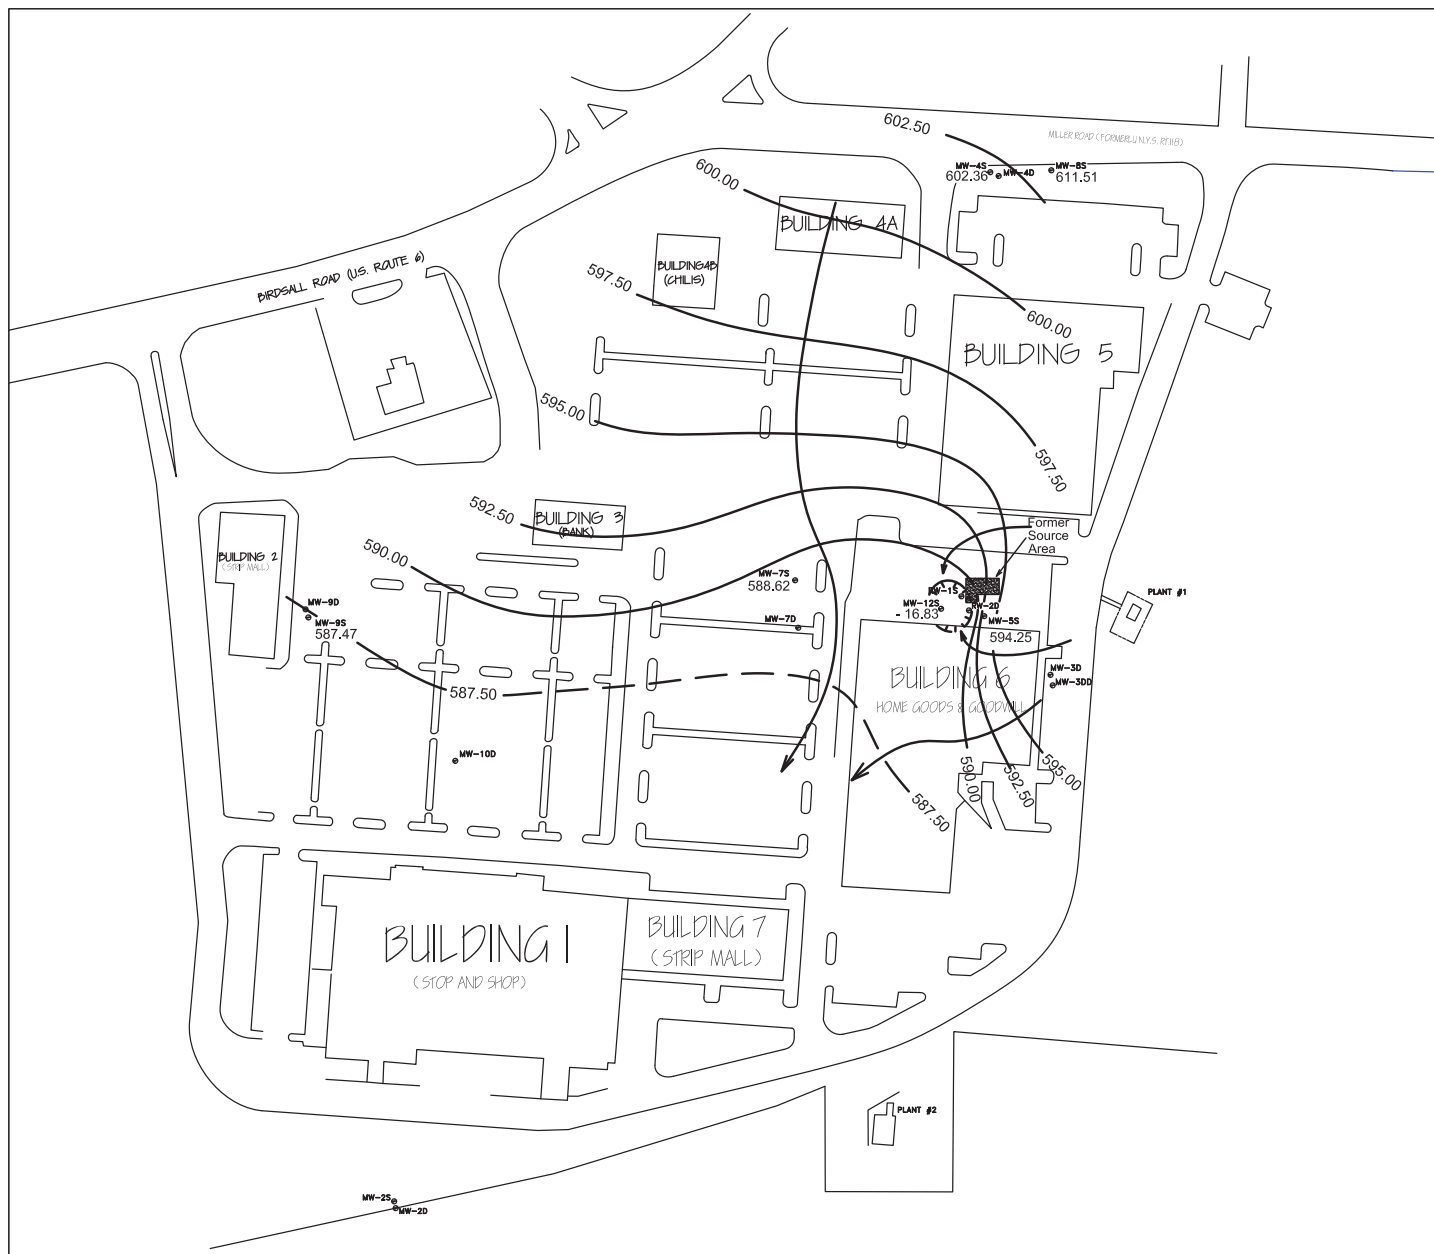 602.50
MILLER ROAD (FORMERLU N.Y.S. RT.118)
MW-4S
602.36
MW-4D
MW-8S
611.51
600.00
BUILDING 4A
BUILDING4B
(CHILIS)
BIRDSALL ROAD (U.S. ROUTE 6)
597.50
600.00
BUILDING 5
595.00
597.50
592.50
BUILDING 3
(BANK)
Former
Source
Area
BUILDING 2
(STRIP MALL)
590.00
MW-7S
588.62
MW-7D
RW-1S
MW-12S
- 16.83
RW-2D
MW-5S
594.25
PLANT #1
MW-9D
MW-9S
587.47
587.50
BUILDING 6
HOME GOODS & GOODWILL
MW-3D
MW-3DD
MW-10D
590.00
592.50
595.00
587.50
BUILDING 1
(STOP AND SHOP)
BUILDING 7
(STRIP MALL)
PLANT #2
MW-2S
MW-2D